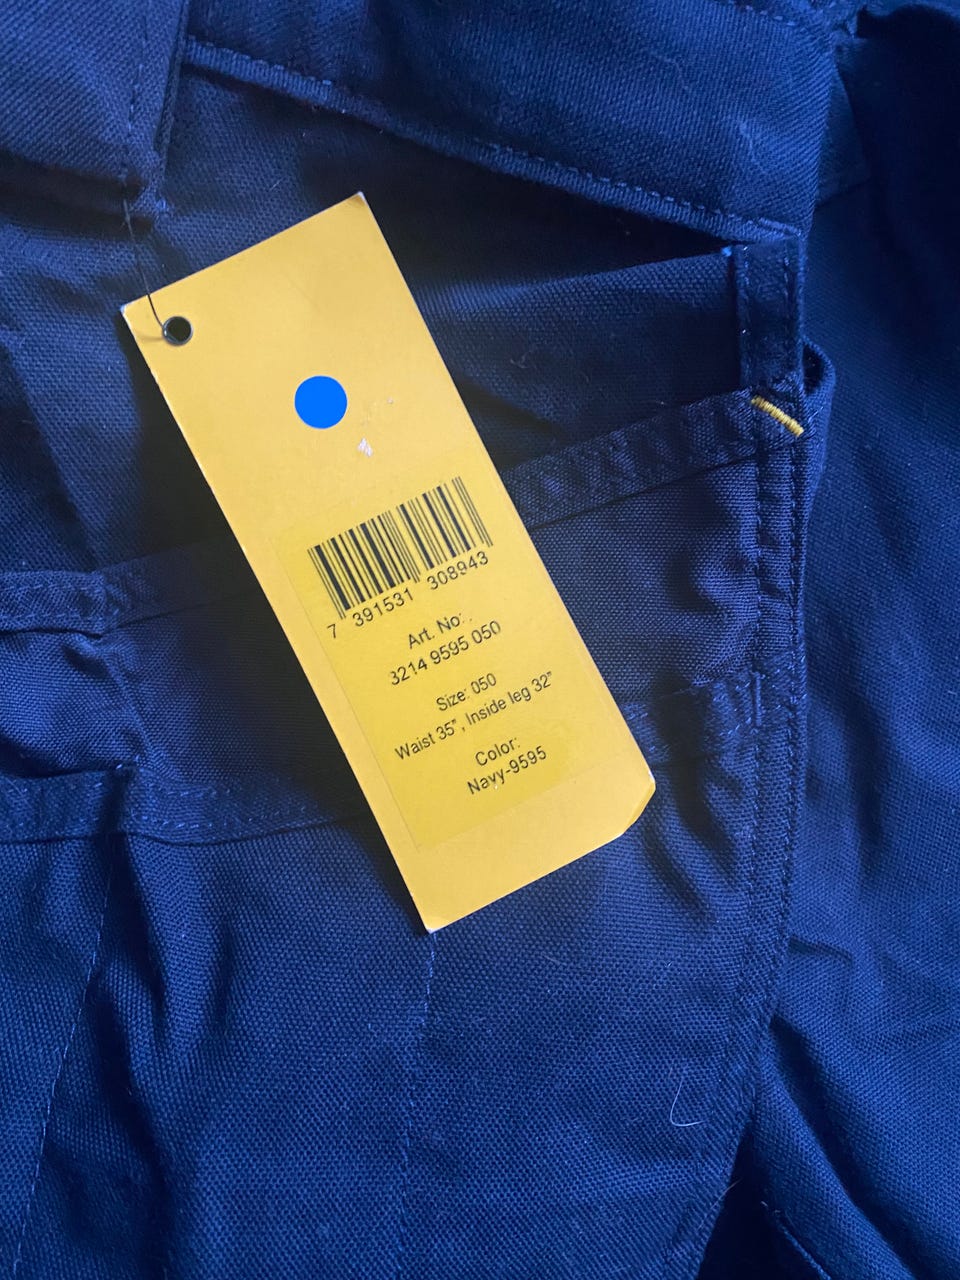 7 391531 308943
Art. No:
3214 9595 050
Size: 050
Waist 35", Inside leg 32"
Color:
Navy-9595